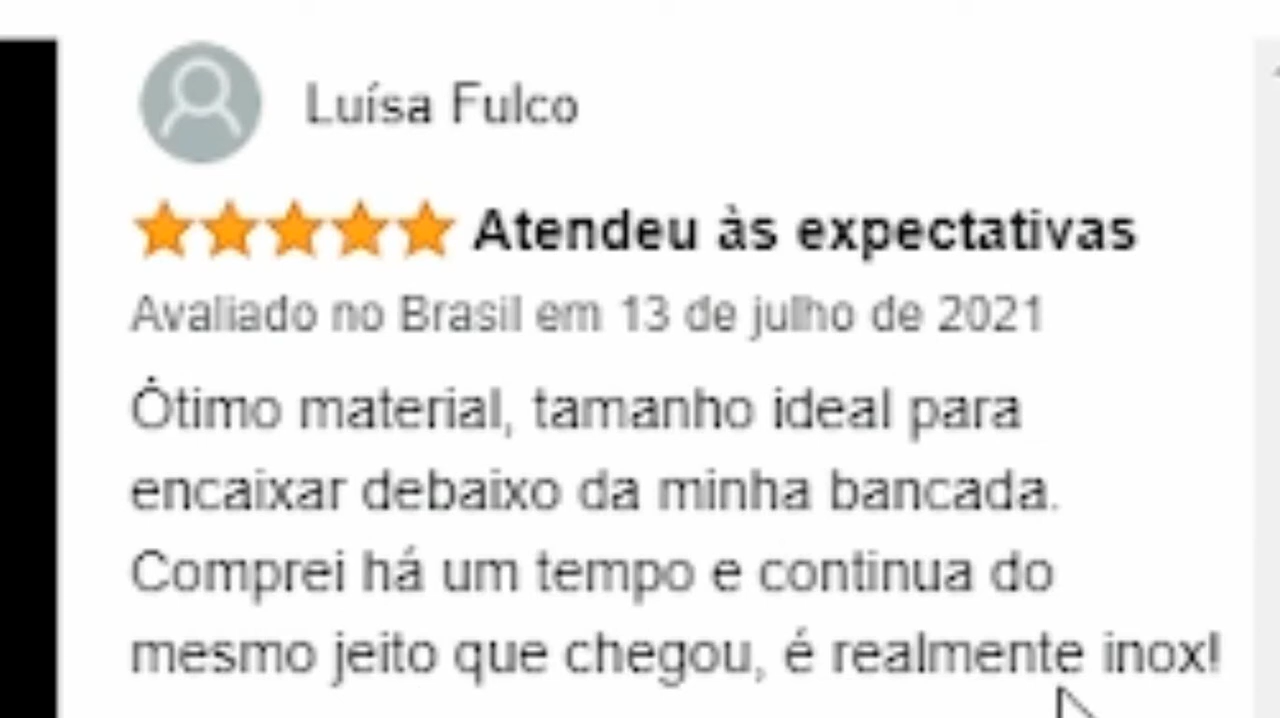 Luísa Fulco
Atendeu às expectativas
Avaliado no Brasil em 13 de julho de 2021
Ótimo material, tamanho ideal para
encaixar debaixo da minha bancada.
Comprei há um tempo e continua do
mesmo jeito que chegou, é realmente inox!